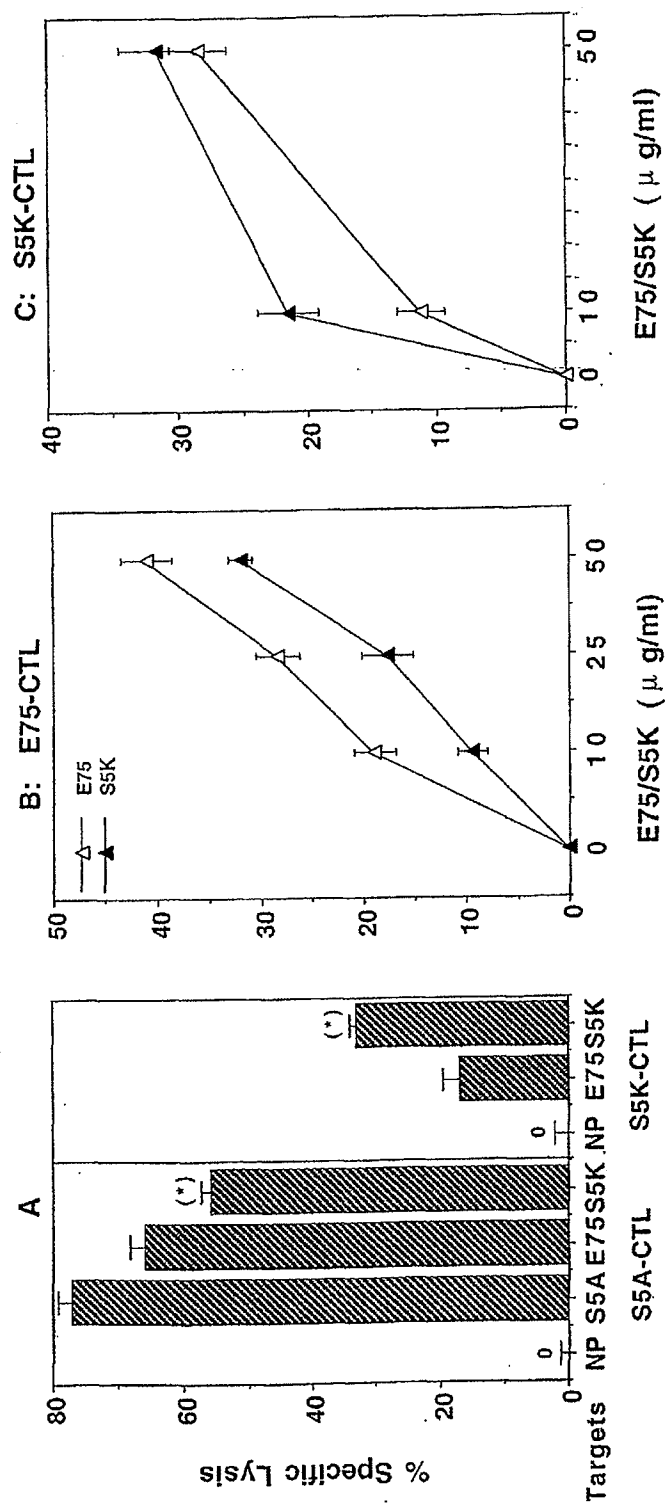 A
% Specific Lysis
80
60
40
20
0
0
(*)
0
(*)
Targets NP S5A E75 S5K NP E75 S5K
S5A-CTL S5K-CTL
B: E75-CTL
E75
S5K
50
40
30
20
10
0
0 10 25 50
E75/S5K (μ g/ml)
C: S5K-CTL
40
30
20
10
0
0 10 50
E75/S5K (μ g/ml)